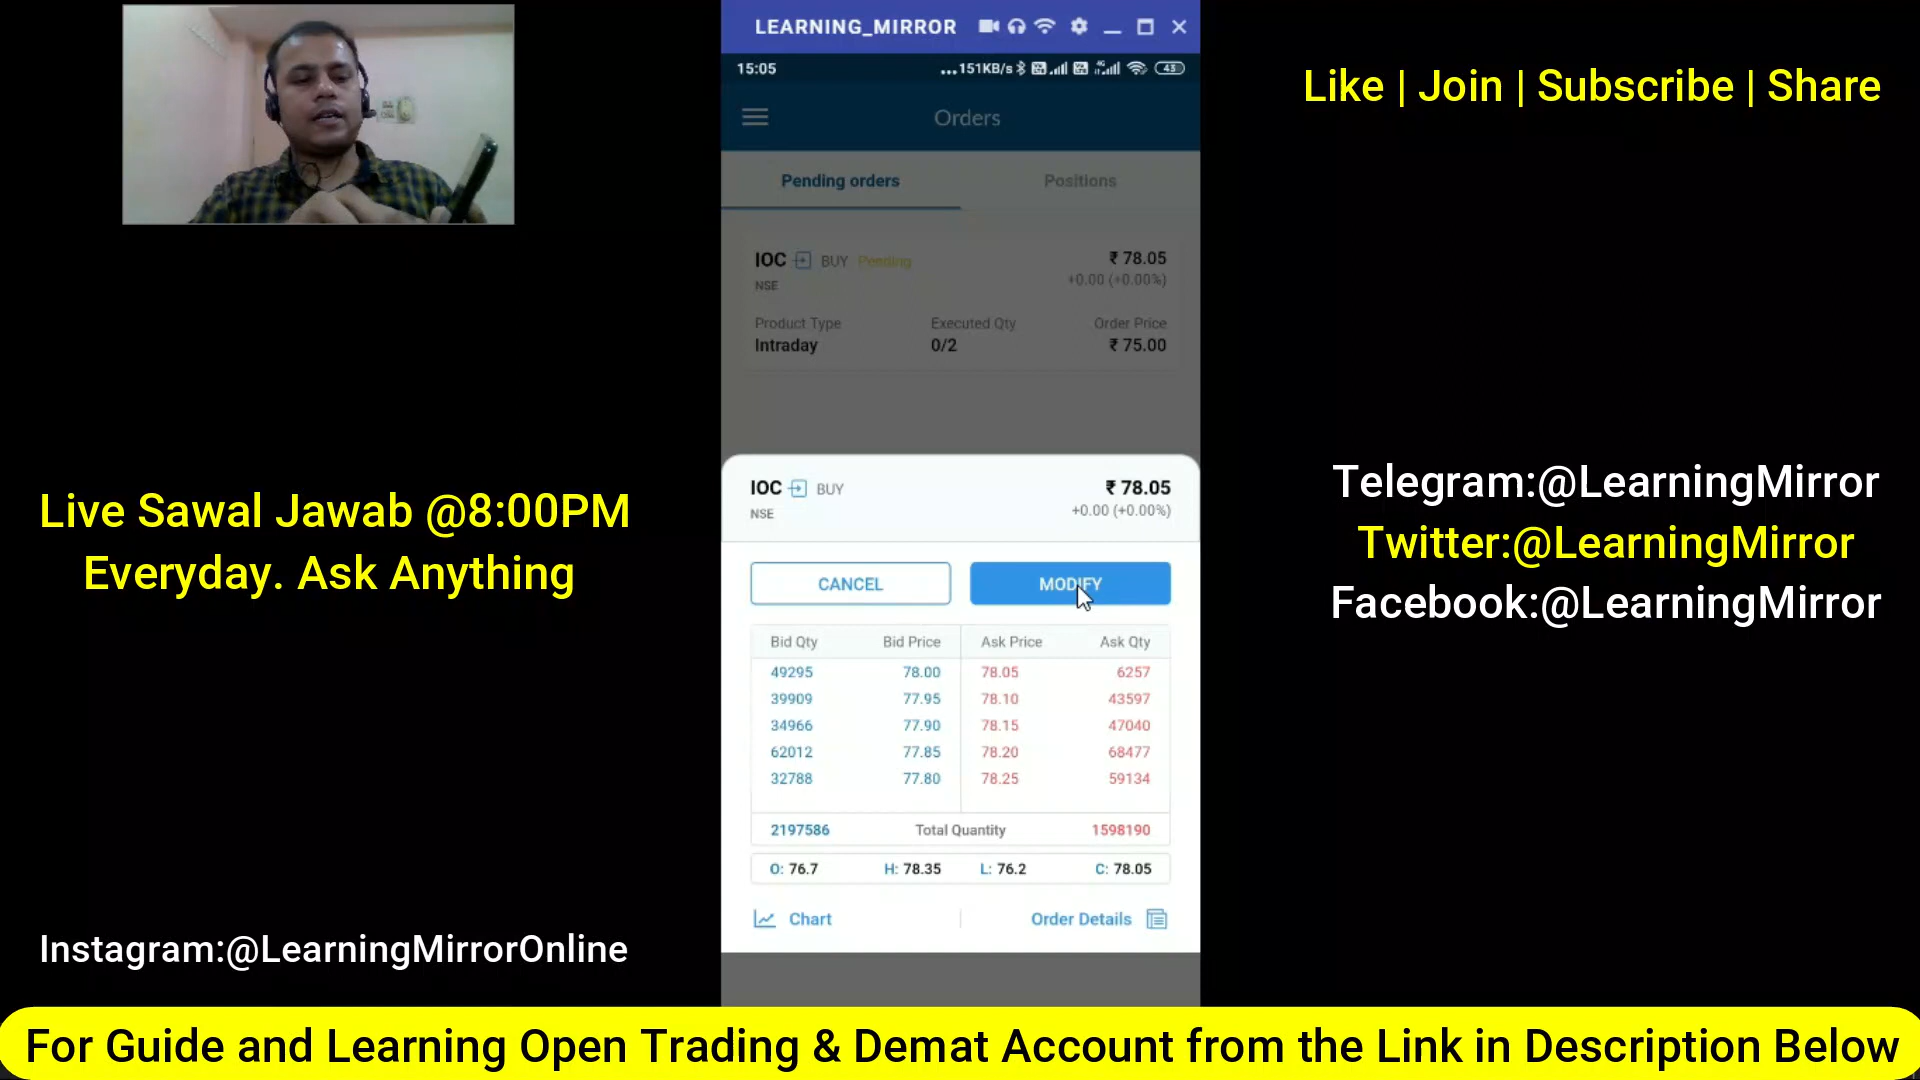 LEARNING_MIRROR
15:05
...151KB/s
43
Orders
Pending orders Positions
IOC BUY Pending ₹ 78.05
NSE +0.00 (+0.00%)
Product Type Executed Qty Order Price
Intraday 0/2 ₹ 75.00
IOC BUY ₹ 78.05
NSE +0.00 (+0.00%)
CANCEL MODIFY
Bid Qty Bid Price Ask Price Ask Qty
49295 78.00 78.05 6257
39909 77.95 78.10 43597
34966 77.90 78.15 47040
62012 77.85 78.20 68477
32788 77.80 78.25 59134
2197586 Total Quantity 1598190
O: 76.7 H: 78.35 L: 76.2 C: 78.05
Chart Order Details
Like | Join | Subscribe | Share
Live Sawal Jawab @8:00PM
Everyday. Ask Anything
Telegram:@LearningMirror
Twitter:@LearningMirror
Facebook:@LearningMirror
Instagram:@LearningMirrorOnline
For Guide and Learning Open Trading & Demat Account from the Link in Description Below